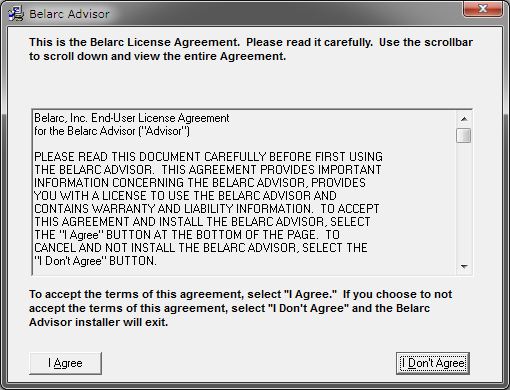 Belarc Advisor
This is the Belarc License Agreement.  Please read it carefully.  Use the scrollbar
to scroll down and view the entire Agreement.
Belarc, Inc. End-User License Agreement
for the Belarc Advisor ("Advisor")
PLEASE READ THIS DOCUMENT CAREFULLY BEFORE FIRST USING
THE BELARC ADVISOR.  THIS AGREEMENT PROVIDES IMPORTANT
INFORMATION CONCERNING THE BELARC ADVISOR, PROVIDES
YOU WITH A LICENSE TO USE THE BELARC ADVISOR AND
CONTAINS WARRANTY AND LIABILITY INFORMATION.  TO ACCEPT
THIS AGREEMENT AND INSTALL THE BELARC ADVISOR, SELECT
THE "I Agree" BUTTON AT THE BOTTOM OF THE PAGE.  TO
CANCEL AND NOT INSTALL THE BELARC ADVISOR, SELECT THE
"I Don't Agree" BUTTON.
To accept the terms of this agreement, select "I Agree."  If you choose to not
accept the terms of this agreement, select "I Don't Agree" and the Belarc
Advisor installer will exit.
I Agree
I Don't Agree